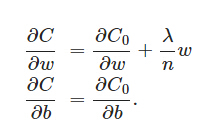 ∂C/∂w = ∂C₀/∂w + λ/n w
∂C/∂b = ∂C₀/∂b.